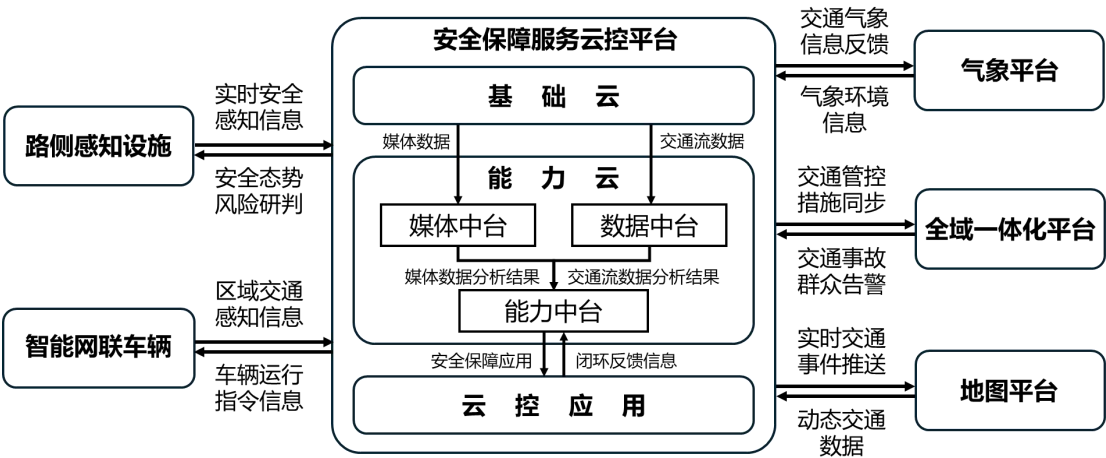 安全保障服务云控平台
基 础 云
媒体数据
交通流数据
能 力 云
媒体中台
数据中台
媒体数据分析结果
交通流数据分析结果
能力中台
安全保障应用
闭环反馈信息
云 控 应 用
路侧感知设施
实时安全
感知信息
安全态势
风险研判
智能网联车辆
区域交通
感知信息
车辆运行
指令信息
交通气象
信息反馈
气象环境
信息
气象平台
交通管控
措施同步
交通事故
群众告警
全域一体化平台
实时交通
事件推送
动态交通
数据
地图平台